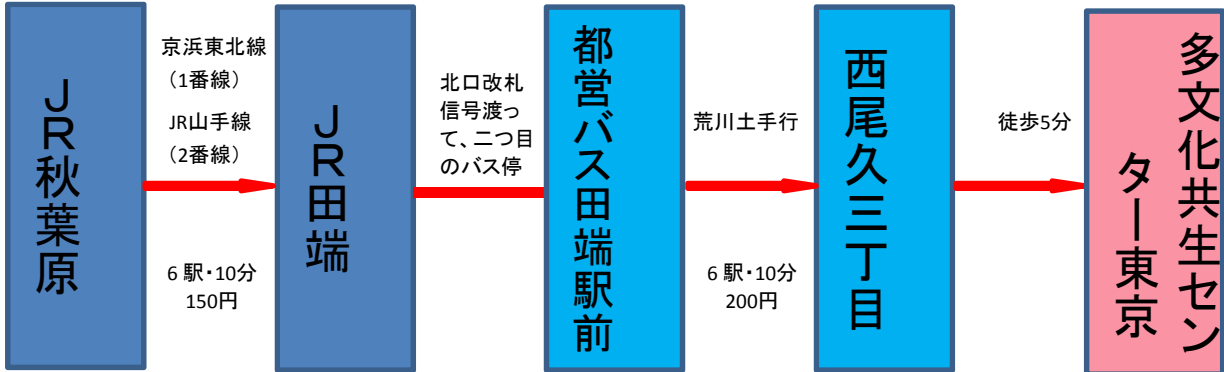 JR秋葉原
京浜東北線
（1番線）
JR山手線
（2番線）
6 駅・10分
150円
JR田端
北口改札
信号渡っ
て、二つ目
のバス停
都営バス田端駅前
荒川土手行
6 駅・10分
200円
西尾久三丁目
徒歩5分
多文化共生セン
ター東京